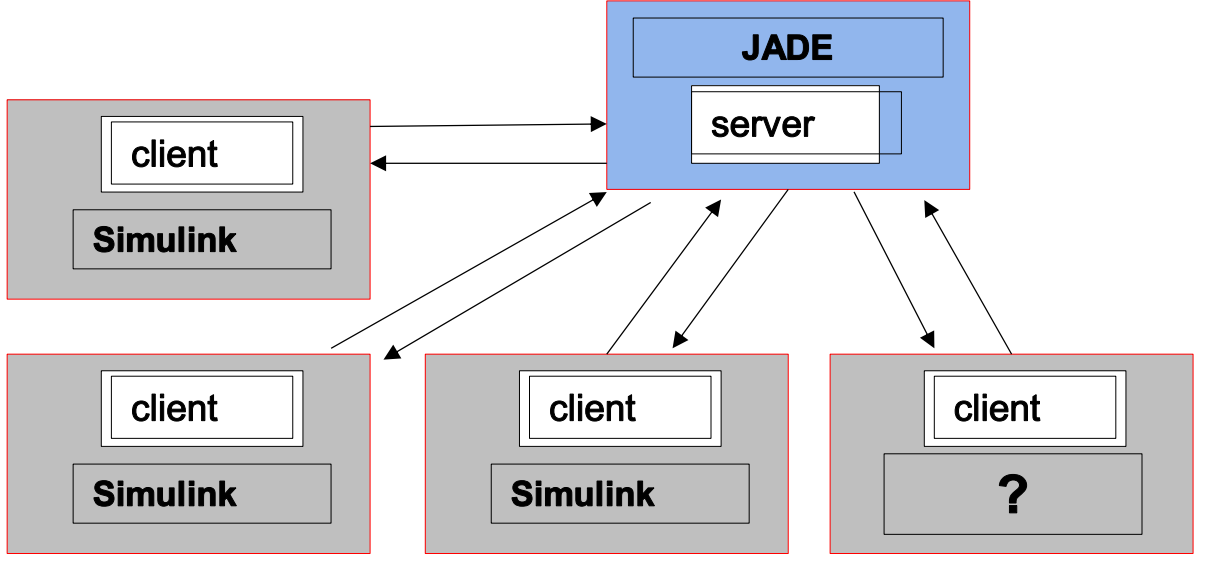 JADE
server
client
Simulink
client
Simulink
client
Simulink
client
?